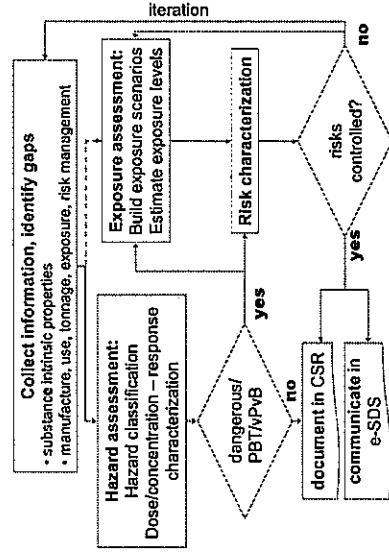 iteration
Collect information, identify gaps
• substance intrinsic properties
• manufacture, use, tonnage, exposure, risk management
Hazard assessment:
Hazard classification
Dose/concentration – response
characterization
Exposure assessment:
Build exposure scenarios
Estimate exposure levels
dangerous/
PBT/vPvB
yes
no
Risk characterization
risks
controlled?
yes
no
document in CSR
communicate in
e-SDS